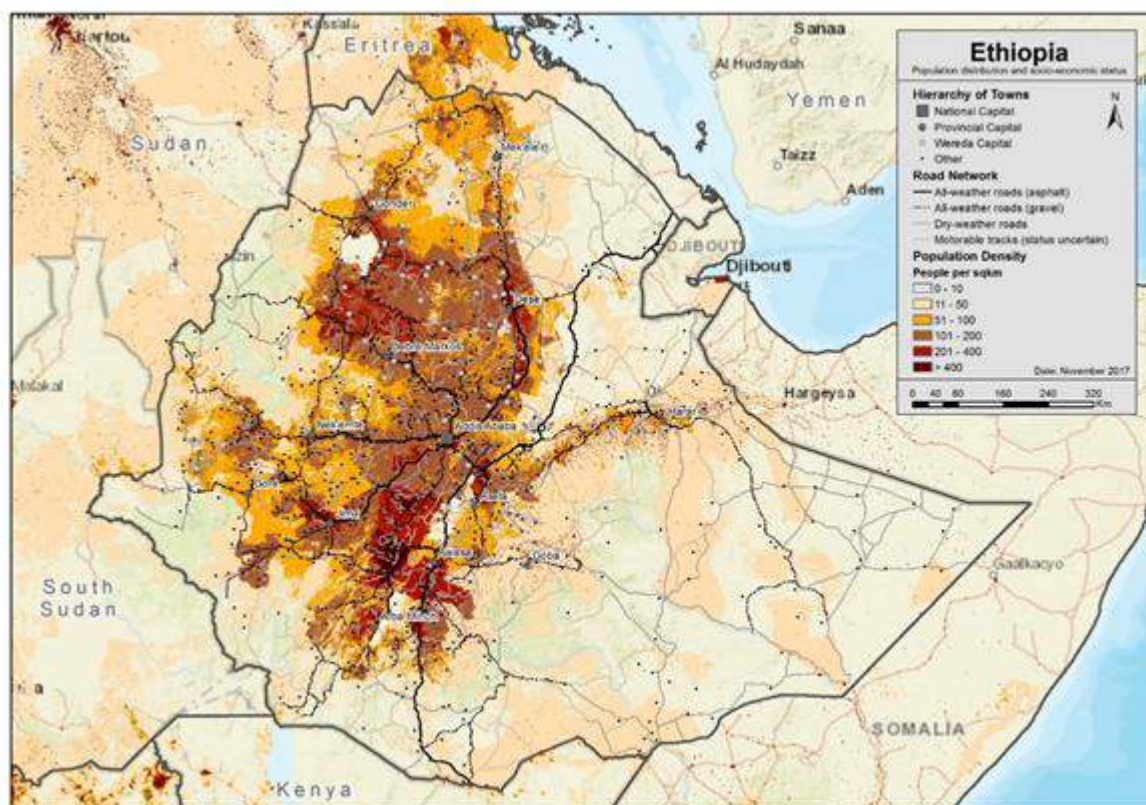 Kassala
Eritrea
Sanaa
Al Hudaydah
Yemen
Sudan
Taizz
Aden
Mekele
Gonder
DJIBOUTI
Djibouti
Dese
Debre Markos
Malakal
Hargeysa
Harar
Nekemte
Addis Ababa
Jima
Goba
Gaalkacyo
South
Sudan
SOMALIA
Kenya
Ethiopia
Population distribution and socio-economic status
Hierarchy of Towns
N
National Capital
Provincial Capital
Wereda Capital
Other
Road Network
All-weather roads (asphalt)
All-weather roads (gravel)
Dry-weather roads
Motorable tracks (status uncertain)
Population Density
People per sqkm
0 - 10
11 - 50
51 - 100
101 - 200
201 - 400
> 400
Date: November 2017
0 40 80 160 240 320
Km